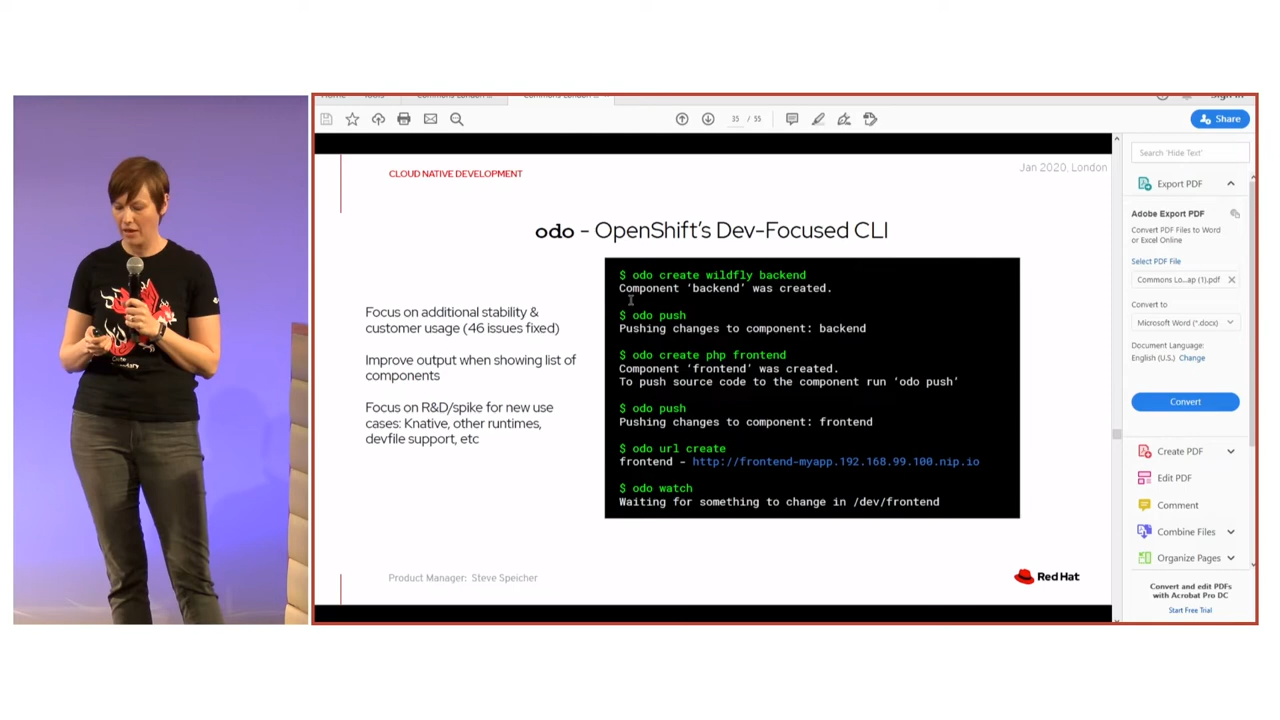 35 / 55
Share
Search 'Hide Text'
CLOUD NATIVE DEVELOPMENT
Jan 2020, London
Export PDF
odo - OpenShift's Dev-Focused CLI
Adobe Export PDF
Convert PDF Files to Word
or Excel Online
Select PDF File
Commons Lo...ap (1).pdf
Convert to
Microsoft Word (*.docx)
Document Language:
English (U.S.) Change
Convert
Focus on additional stability &
customer usage (46 issues fixed)
Improve output when showing list of
components
Focus on R&D/spike for new use
cases: Knative, other runtimes,
devfile support, etc
$ odo create wildfly backend
Component ‘backend’ was created.
$ odo push
Pushing changes to component: backend
$ odo create php frontend
Component ‘frontend’ was created.
To push source code to the component run ‘odo push’
$ odo push
Pushing changes to component: frontend
$ odo url create
frontend - http://frontend-myapp.192.168.99.100.nip.io
$ odo watch
Waiting for something to change in /dev/frontend
Create PDF
Edit PDF
Comment
Combine Files
Organize Pages
Convert and edit PDFs
with Acrobat Pro DC
Start Free Trial
Product Manager: Steve Speicher
Red Hat